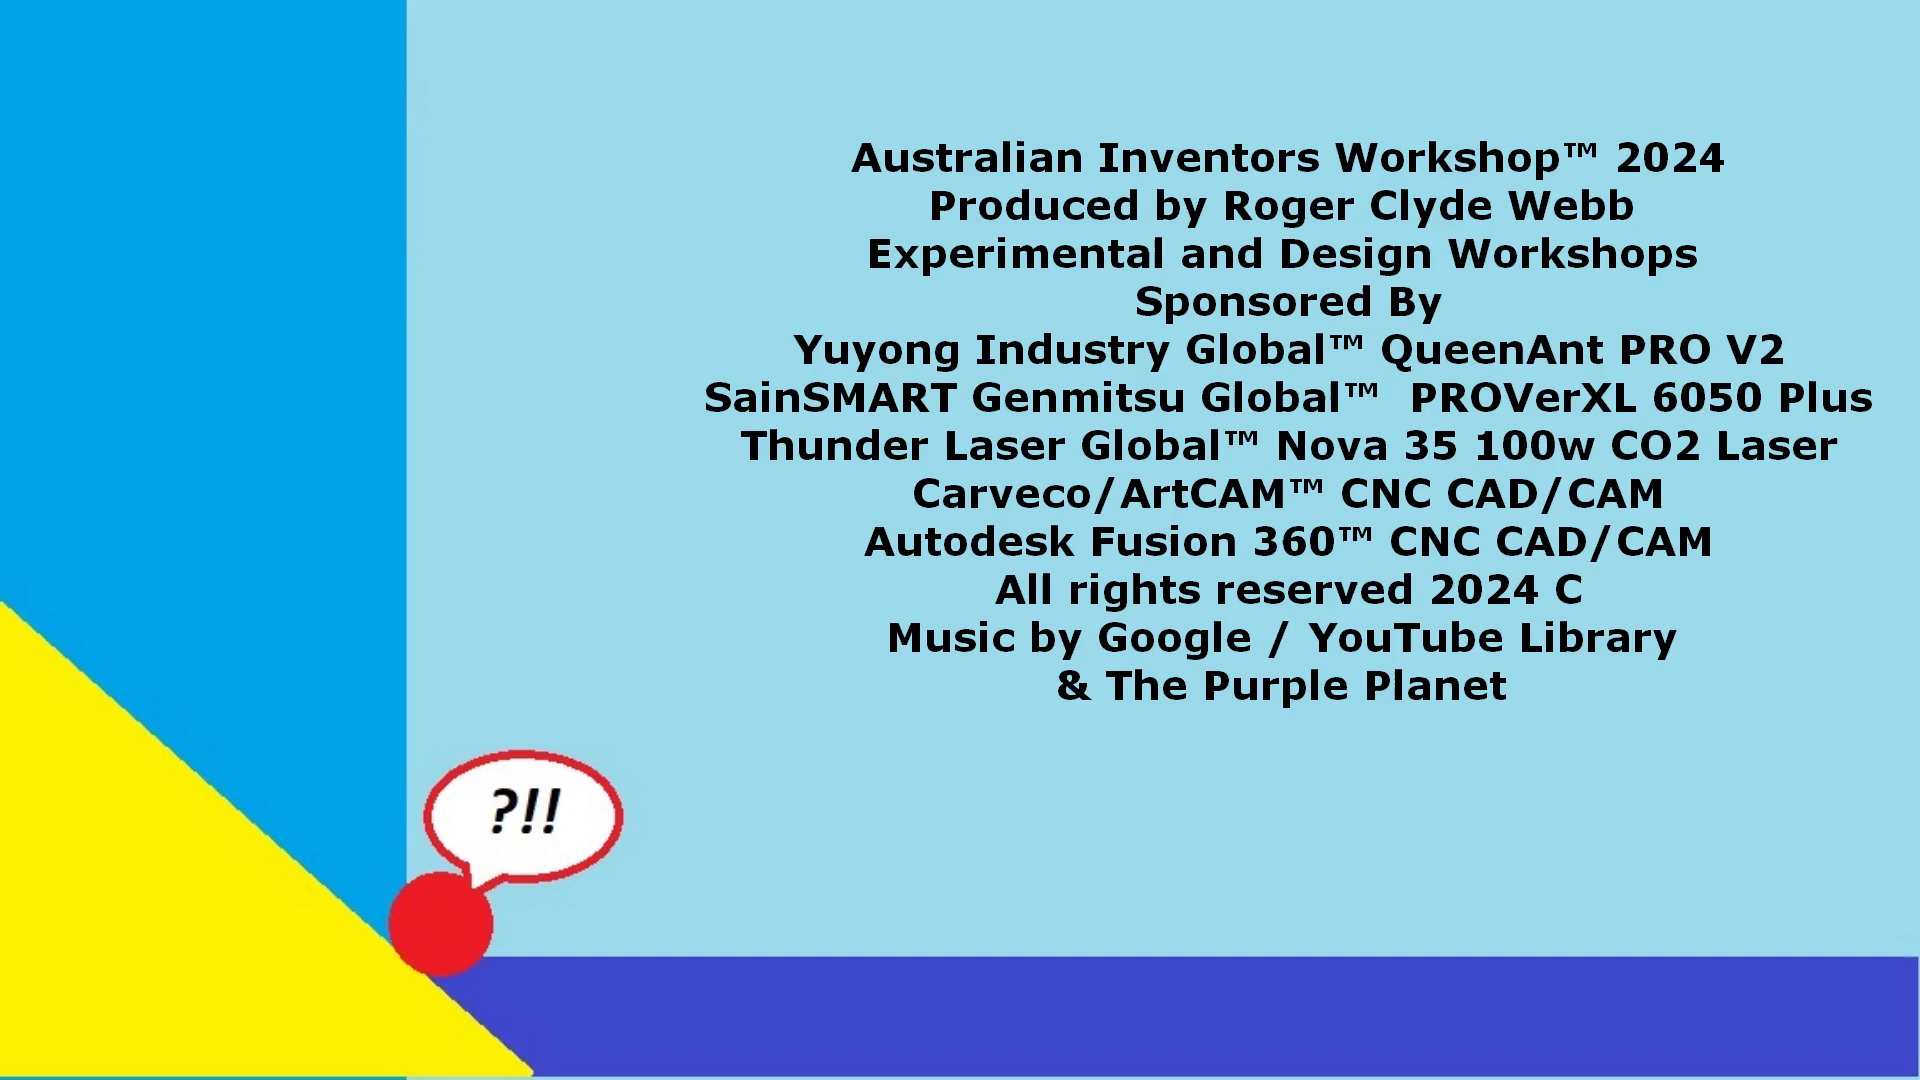 Australian Inventors Workshop™ 2024
Produced by Roger Clyde Webb
Experimental and Design Workshops
Sponsored By
Yuyong Industry Global™ QueenAnt PRO V2
SainSMART Genmitsu Global™  PROVerXL 6050 Plus
Thunder Laser Global™ Nova 35 100w CO2 Laser
Carveco/ArtCAM™ CNC CAD/CAM
Autodesk Fusion 360™ CNC CAD/CAM
All rights reserved 2024 C
Music by Google / YouTube Library
& The Purple Planet
?!!